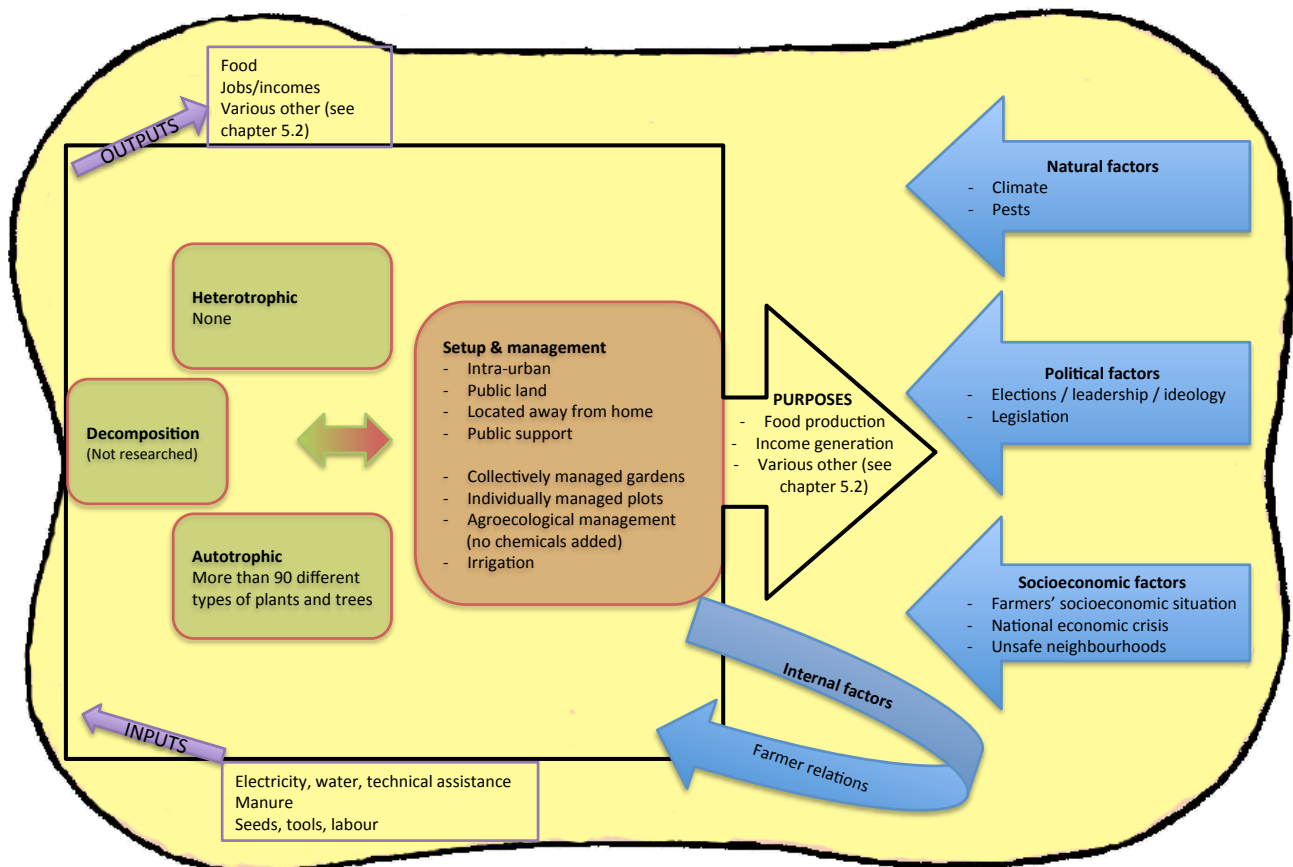 Food
Jobs/incomes
Various other (see
chapter 5.2)
OUTPUTS
Natural factors
- Climate
- Pests
Heterotrophic
None
Setup & management
- Intra-urban
- Public land
- Located away from home
- Public support
- Collectively managed gardens
- Individually managed plots
- Agroecological management
(no chemicals added)
- Irrigation
Decomposition
(Not researched)
Autotrophic
More than 90 different
types of plants and trees
PURPOSES
- Food production
- Income generation
- Various other (see
chapter 5.2)
Political factors
- Elections / leadership / ideology
- Legislation
Socioeconomic factors
- Farmers’ socioeconomic situation
- National economic crisis
- Unsafe neighbourhoods
Internal factors
Farmer relations
INPUTS
Electricity, water, technical assistance
Manure
Seeds, tools, labour